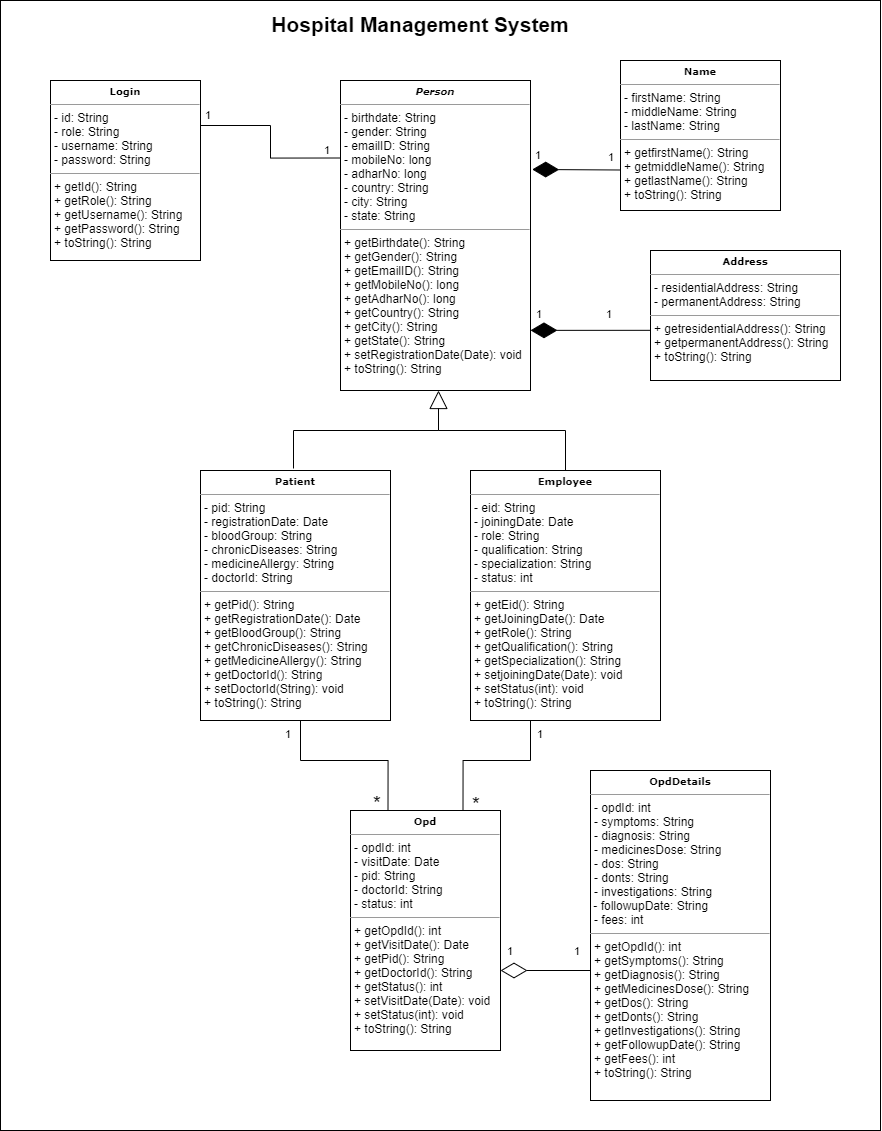 Hospital Management System
Login
- id: String
- role: String
- username: String
- password: String
+ getId(): String
+ getRole(): String
+ getUsername(): String
+ getPassword(): String
+ toString(): String
1
1
Person
- birthdate: String
- gender: String
- emailID: String
- mobileNo: long
- adharNo: long
- country: String
- city: String
- state: String
+ getBirthdate(): String
+ getGender(): String
+ getEmailID(): String
+ getMobileNo(): long
+ getAdharNo(): long
+ getCountry(): String
+ getCity(): String
+ getState(): String
+ setRegistrationDate(Date): void
+ toString(): String
1
1
Name
- firstName: String
- middleName: String
- lastName: String
+ getfirstName(): String
+ getmiddleName(): String
+ getlastName(): String
+ toString(): String
1
1
Address
- residentialAddress: String
- permanentAddress: String
+ getresidentialAddress(): String
+ getpermanentAddress(): String
+ toString(): String
Patient
- pid: String
- registrationDate: Date
- bloodGroup: String
- chronicDiseases: String
- medicineAllergy: String
- doctorId: String
+ getPid(): String
+ getRegistrationDate(): Date
+ getBloodGroup(): String
+ getChronicDiseases(): String
+ getMedicineAllergy(): String
+ getDoctorId(): String
+ setDoctorId(String): void
+ toString(): String
Employee
- eid: String
- joiningDate: Date
- role: String
- qualification: String
- specialization: String
- status: int
+ getEid(): String
+ getJoiningDate(): Date
+ getRole(): String
+ getQualification(): String
+ getSpecialization(): String
+ setjoiningDate(Date): void
+ setStatus(int): void
+ toString(): String
1
1
*
*
Opd
- opdId: int
- visitDate: Date
- pid: String
- doctorId: String
- status: int
+ getOpdId(): int
+ getVisitDate(): Date
+ getPid(): String
+ getDoctorId(): String
+ getStatus(): int
+ setVisitDate(Date): void
+ setStatus(int): void
+ toString(): String
1
1
OpdDetails
- opdId: int
- symptoms: String
- diagnosis: String
- medicinesDose: String
- dos: String
- donts: String
- investigations: String
- followupDate: String
- fees: int
+ getOpdId(): int
+ getSymptoms(): String
+ getDiagnosis(): String
+ getMedicinesDose(): String
+ getDos(): String
+ getDonts(): String
+ getInvestigations(): String
+ getFollowupDate(): String
+ getFees(): int
+ toString(): String